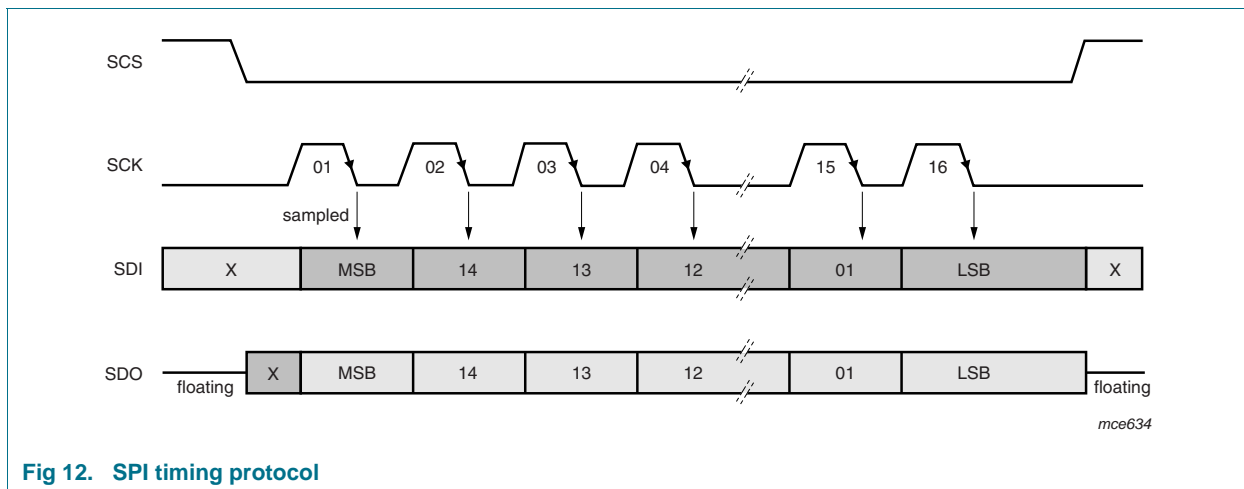 SCS
SCK 01 02 03 04 15 16
sampled
SDI X MSB 14 13 12 01 LSB X
SDO X MSB 14 13 12 01 LSB
floating floating
mce634
Fig 12. SPI timing protocol